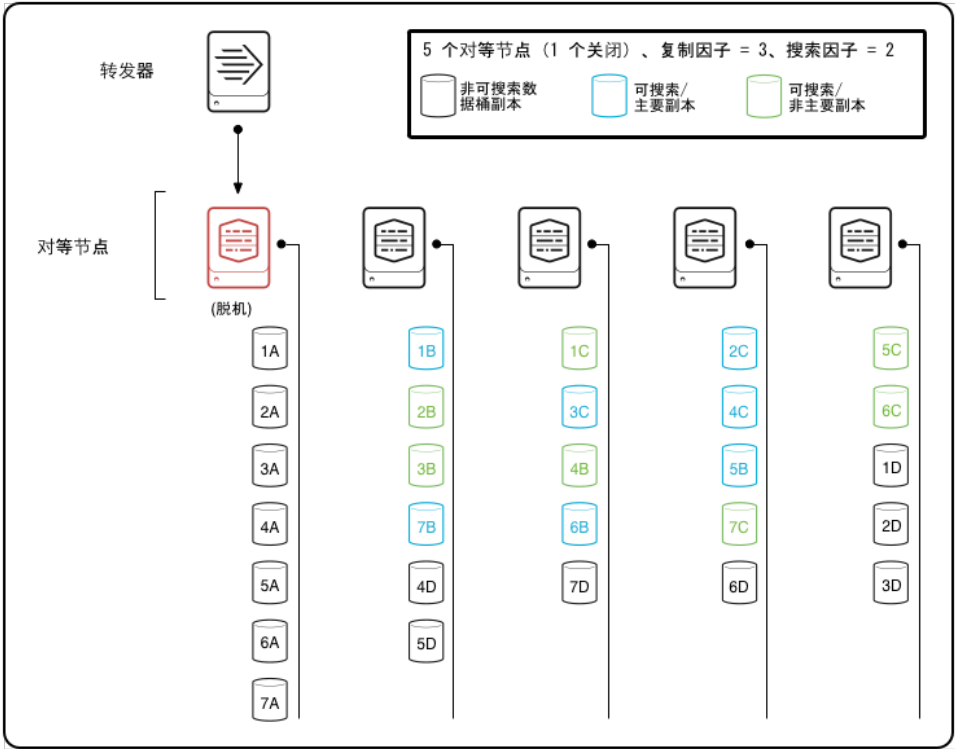 转发器
5 个对等节点（1 个关闭）、复制因子 = 3、搜索因子 = 2
非可搜索数
据桶副本
可搜索/
主要副本
可搜索/
非主要副本
对等节点
(脱机)
1A 1B 1C 2C 5C
2A 2B 3C 4C 6C
3A 3B 4B 5B 1D
4A 7B 6B 7C 2D
5A 4D 7D 6D 3D
6A 5D
7A